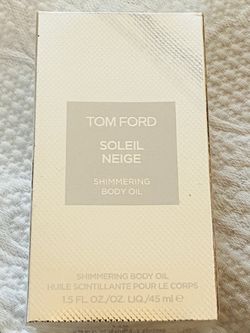 TOM FORD
SOLEIL
NEIGE
SHIMMERING
BODY OIL
SHIMMERING BODY OIL
HUILE SCINTILLANTE POUR LE CORPS
1.5 FL.OZ./OZ. LIQ./45 ml ℮